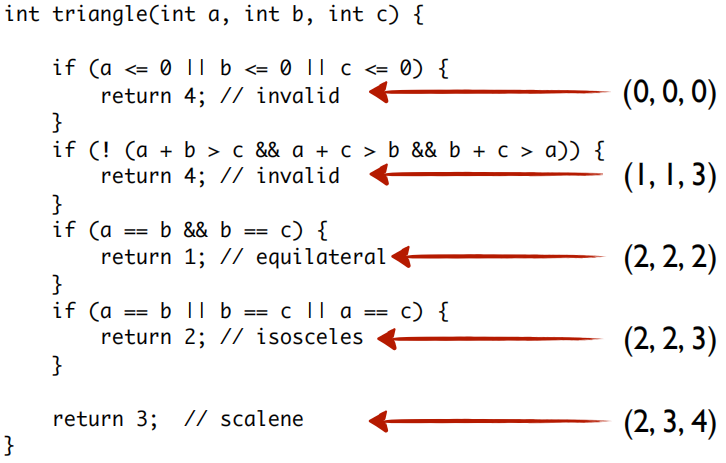 int triangle(int a, int b, int c) {
if (a <= 0 || b <= 0 || c <= 0) {
return 4; // invalid (0, 0, 0)
}
if (! (a + b > c && a + c > b && b + c > a)) {
return 4; // invalid (1, 1, 3)
}
if (a == b && b == c) {
return 1; // equilateral (2, 2, 2)
}
if (a == b || b == c || a == c) {
return 2; // isosceles (2, 2, 3)
}
return 3; // scalene (2, 3, 4)
}